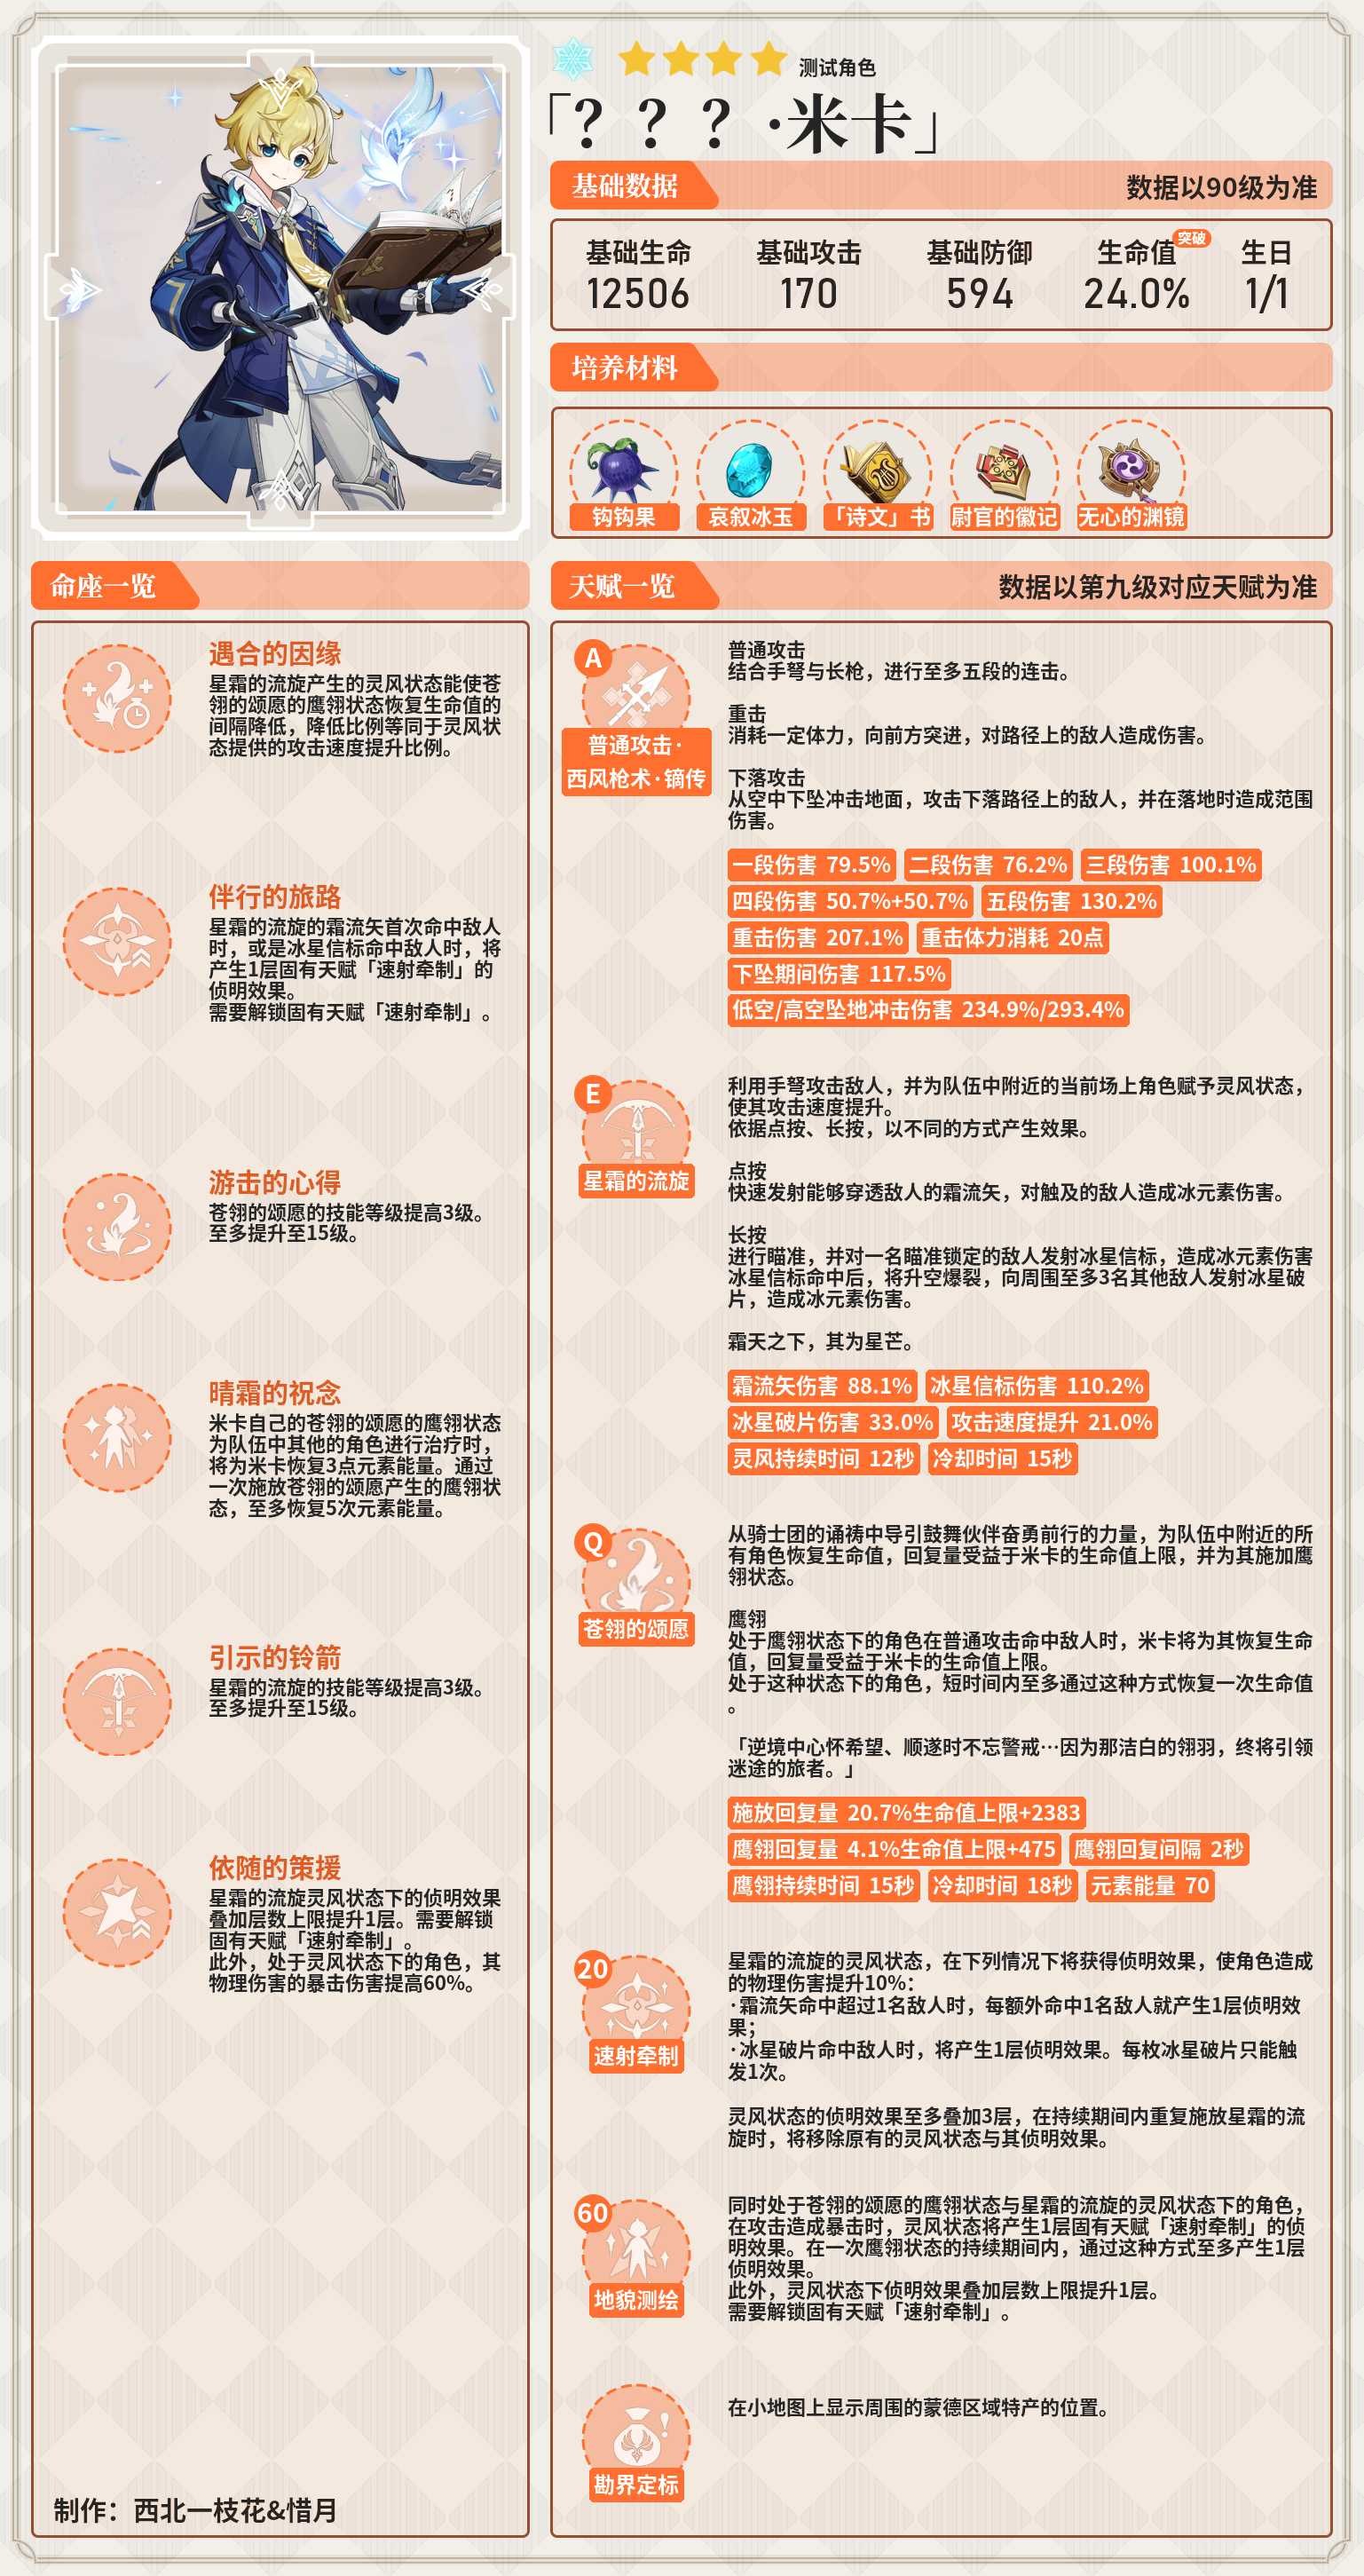 测试角色
「？？？·米卡」
基础数据
数据以90级为准
基础生命 基础攻击 基础防御 生命值 突破 生日
12506 170 594 24.0% 1/1
培养材料
钩钩果 哀叙冰玉 「诗文」书 尉官的徽记 无心的渊镜
命座一览
遇合的因缘
星霜的流旋产生的灵风状态能使苍
翎的颂愿的鹰翎状态恢复生命值的
间隔降低，降低比例等同于灵风状
态提供的攻击速度提升比例。
伴行的旅路
星霜的流旋的霜流矢首次命中敌人
时，或是冰星信标命中敌人时，将
产生1层固有天赋「速射牵制」的
侦明效果。
需要解锁固有天赋「速射牵制」。
游击的心得
苍翎的颂愿的技能等级提高3级。
至多提升至15级。
晴霜的祝念
米卡自己的苍翎的颂愿的鹰翎状态
为队伍中其他的角色进行治疗时，
将为米卡恢复3点元素能量。通过
一次施放苍翎的颂愿产生的鹰翎状
态，至多恢复5次元素能量。
引示的铃箭
星霜的流旋的技能等级提高3级。
至多提升至15级。
依随的策援
星霜的流旋灵风状态下的侦明效果
叠加层数上限提升1层。需要解锁
固有天赋「速射牵制」。
此外，处于灵风状态下的角色，其
物理伤害的暴击伤害提高60%。
制作：西北一枝花&惜月
天赋一览
数据以第九级对应天赋为准
A
普通攻击·
西风枪术·镝传
普通攻击
结合手弩与长枪，进行至多五段的连击。
重击
消耗一定体力，向前方突进，对路径上的敌人造成伤害。
下落攻击
从空中下坠冲击地面，攻击下落路径上的敌人，并在落地时造成范围
伤害。
一段伤害 79.5% 二段伤害 76.2% 三段伤害 100.1%
四段伤害 50.7%+50.7% 五段伤害 130.2%
重击伤害 207.1% 重击体力消耗 20点
下坠期间伤害 117.5%
低空/高空坠地冲击伤害 234.9%/293.4%
E
星霜的流旋
利用手弩攻击敌人，并为队伍中附近的当前场上角色赋予灵风状态，
使其攻击速度提升。
依据点按、长按，以不同的方式产生效果。
点按
快速发射能够穿透敌人的霜流矢，对触及的敌人造成冰元素伤害。
长按
进行瞄准，并对一名瞄准锁定的敌人发射冰星信标，造成冰元素伤害
冰星信标命中后，将升空爆裂，向周围至多3名其他敌人发射冰星破
片，造成冰元素伤害。
霜天之下，其为星芒。
霜流矢伤害 88.1% 冰星信标伤害 110.2%
冰星破片伤害 33.0% 攻击速度提升 21.0%
灵风持续时间 12秒 冷却时间 15秒
Q
苍翎的颂愿
从骑士团的诵祷中导引鼓舞伙伴奋勇前行的力量，为队伍中附近的所
有角色恢复生命值，回复量受益于米卡的生命值上限，并为其施加鹰
翎状态。
鹰翎
处于鹰翎状态下的角色在普通攻击命中敌人时，米卡将为其恢复生命
值，回复量受益于米卡的生命值上限。
处于这种状态下的角色，短时间内至多通过这种方式恢复一次生命值
。
「逆境中心怀希望、顺遂时不忘警戒…因为那洁白的翎羽，终将引领
迷途的旅者。」
施放回复量 20.7%生命值上限+2383
鹰翎回复量 4.1%生命值上限+475 鹰翎回复间隔 2秒
鹰翎持续时间 15秒 冷却时间 18秒 元素能量 70
20
速射牵制
星霜的流旋的灵风状态，在下列情况下将获得侦明效果，使角色造成
的物理伤害提升10%：
·霜流矢命中超过1名敌人时，每额外命中1名敌人就产生1层侦明效
果；
·冰星破片命中敌人时，将产生1层侦明效果。每枚冰星破片只能触
发1次。
灵风状态的侦明效果至多叠加3层，在持续期间内重复施放星霜的流
旋时，将移除原有的灵风状态与其侦明效果。
60
地貌测绘
同时处于苍翎的颂愿的鹰翎状态与星霜的流旋的灵风状态下的角色，
在攻击造成暴击时，灵风状态将产生1层固有天赋「速射牵制」的侦
明效果。在一次鹰翎状态的持续期间内，通过这种方式至多产生1层
侦明效果。
此外，灵风状态下侦明效果叠加层数上限提升1层。
需要解锁固有天赋「速射牵制」。
勘界定标
在小地图上显示周围的蒙德区域特产的位置。